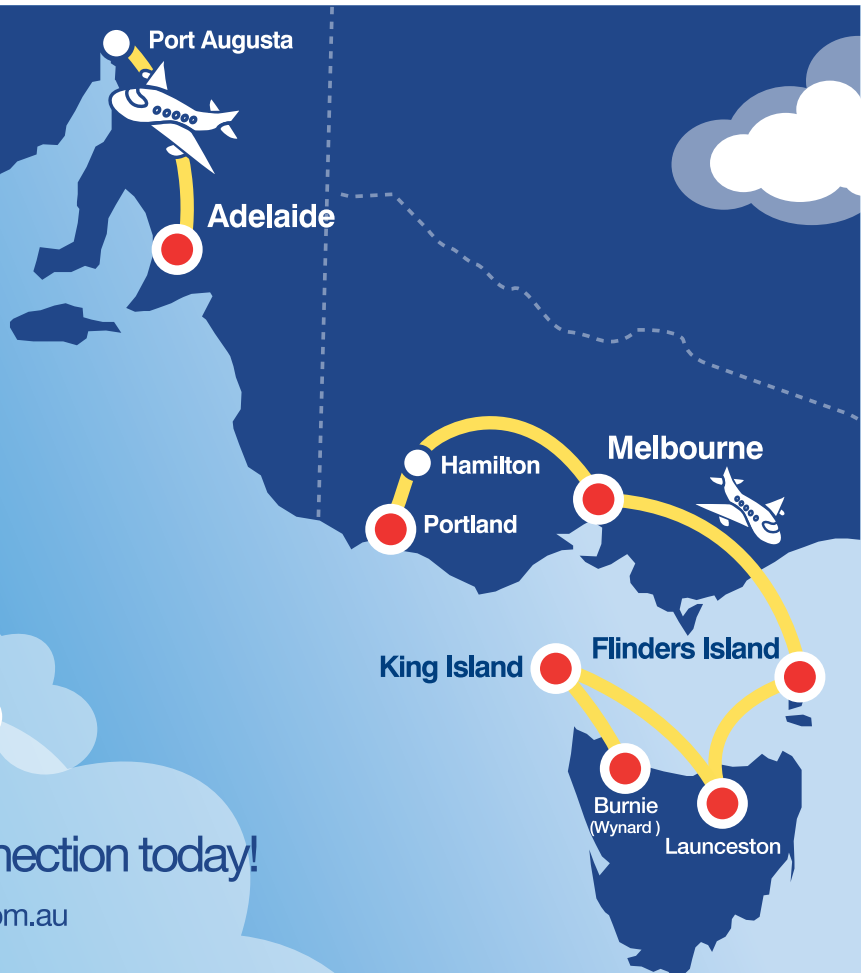 Port Augusta
Adelaide
Melbourne
Hamilton
Portland
Flinders Island
King Island
Burnie
(Wynard )
Launceston
nection today!
om.au